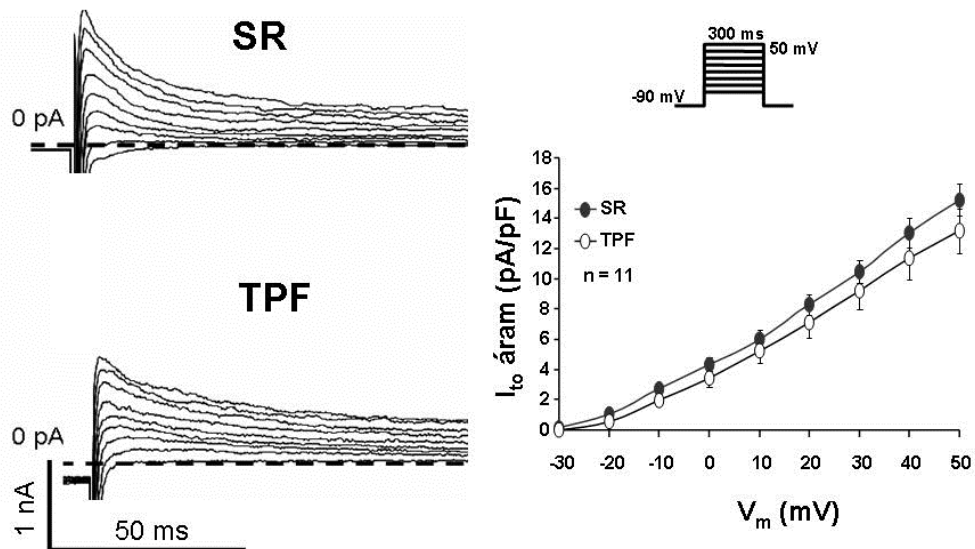 SR
0 pA
TPF
0 pA
1 nA
50 ms
300 ms
50 mV
-90 mV
18
16
14
12
10
8
6
4
2
0
I_to áram (pA/pF)
SR
TPF
n = 11
-30 -20 -10 0 10 20 30 40 50
V_m (mV)